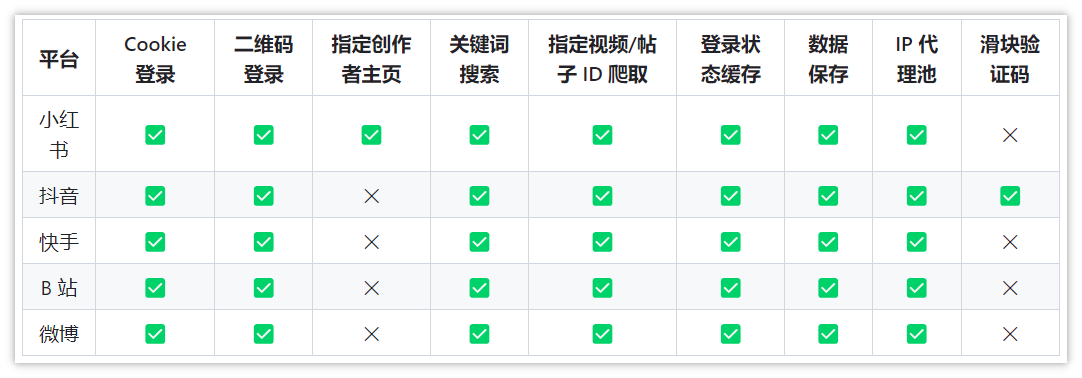 平台 Cookie 登录 二维码登录 指定创作者主页 关键词搜索 指定视频/帖子 ID 爬取 登录状态缓存 数据保存 IP 代理池 滑块验证码
小红书 ✅ ✅ ✅ ✅ ✅ ✅ ✅ ✅ ✕
抖音 ✅ ✅ ✕ ✅ ✅ ✅ ✅ ✅ ✅
快手 ✅ ✅ ✕ ✅ ✅ ✅ ✅ ✅ ✕
B 站 ✅ ✅ ✕ ✅ ✅ ✅ ✅ ✅ ✕
微博 ✅ ✅ ✕ ✅ ✅ ✅ ✅ ✅ ✕